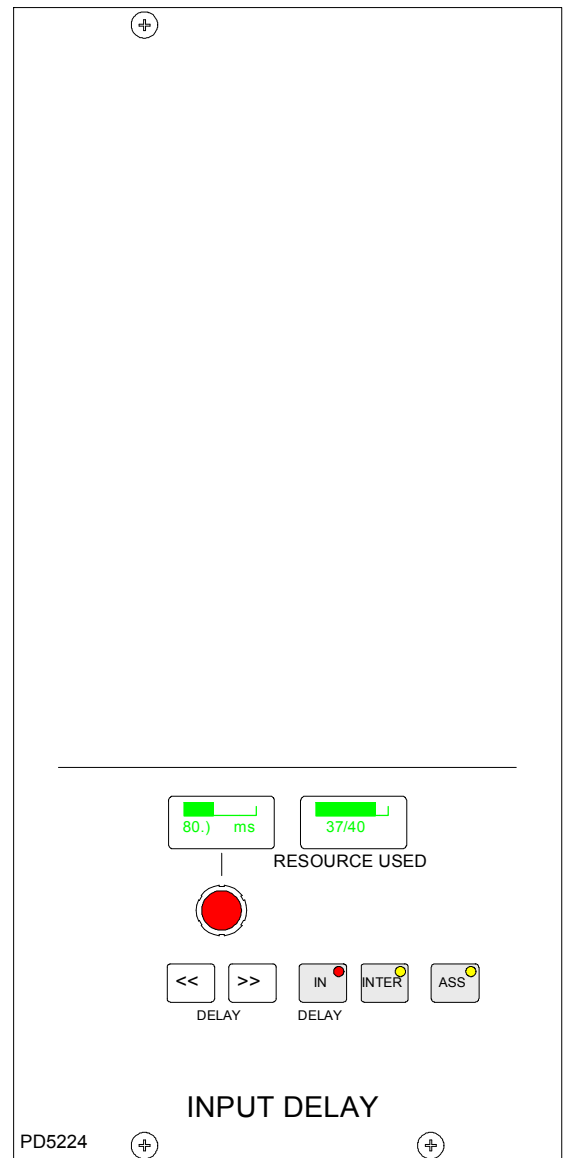 80.) ms 37/40
RESOURCE USED
<< >> IN INTER ASS
DELAY DELAY
INPUT DELAY
PD5224